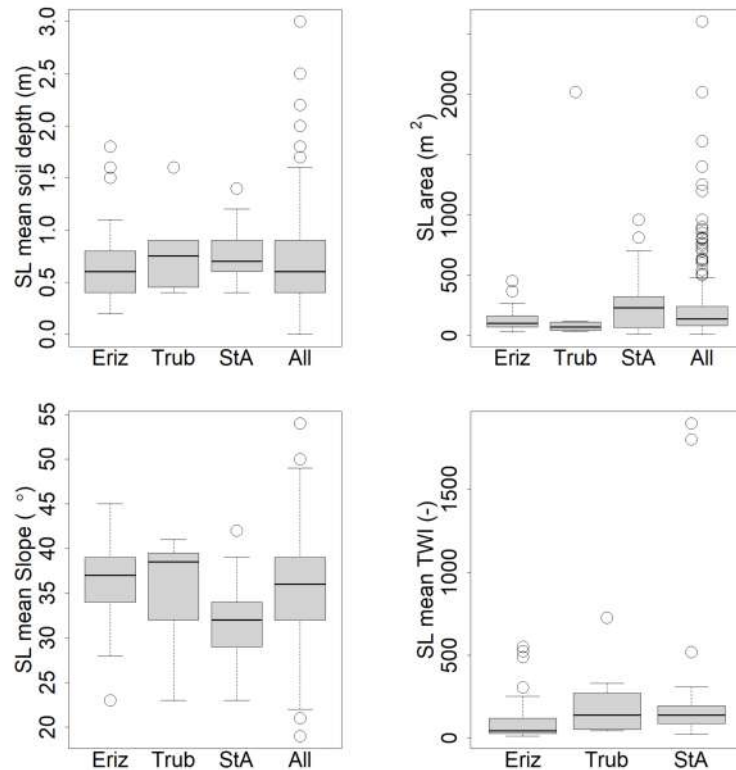 SL mean soil depth (m)
3.0
2.5
2.0
1.5
1.0
0.5
0.0
Eriz Trub StA All
SL area (m 2)
2000
1000
500
0
Eriz Trub StA All
SL mean Slope ( °)
55
50
45
40
35
30
25
20
Eriz Trub StA All
SL mean TWI (-)
1500
500
0
Eriz Trub StA